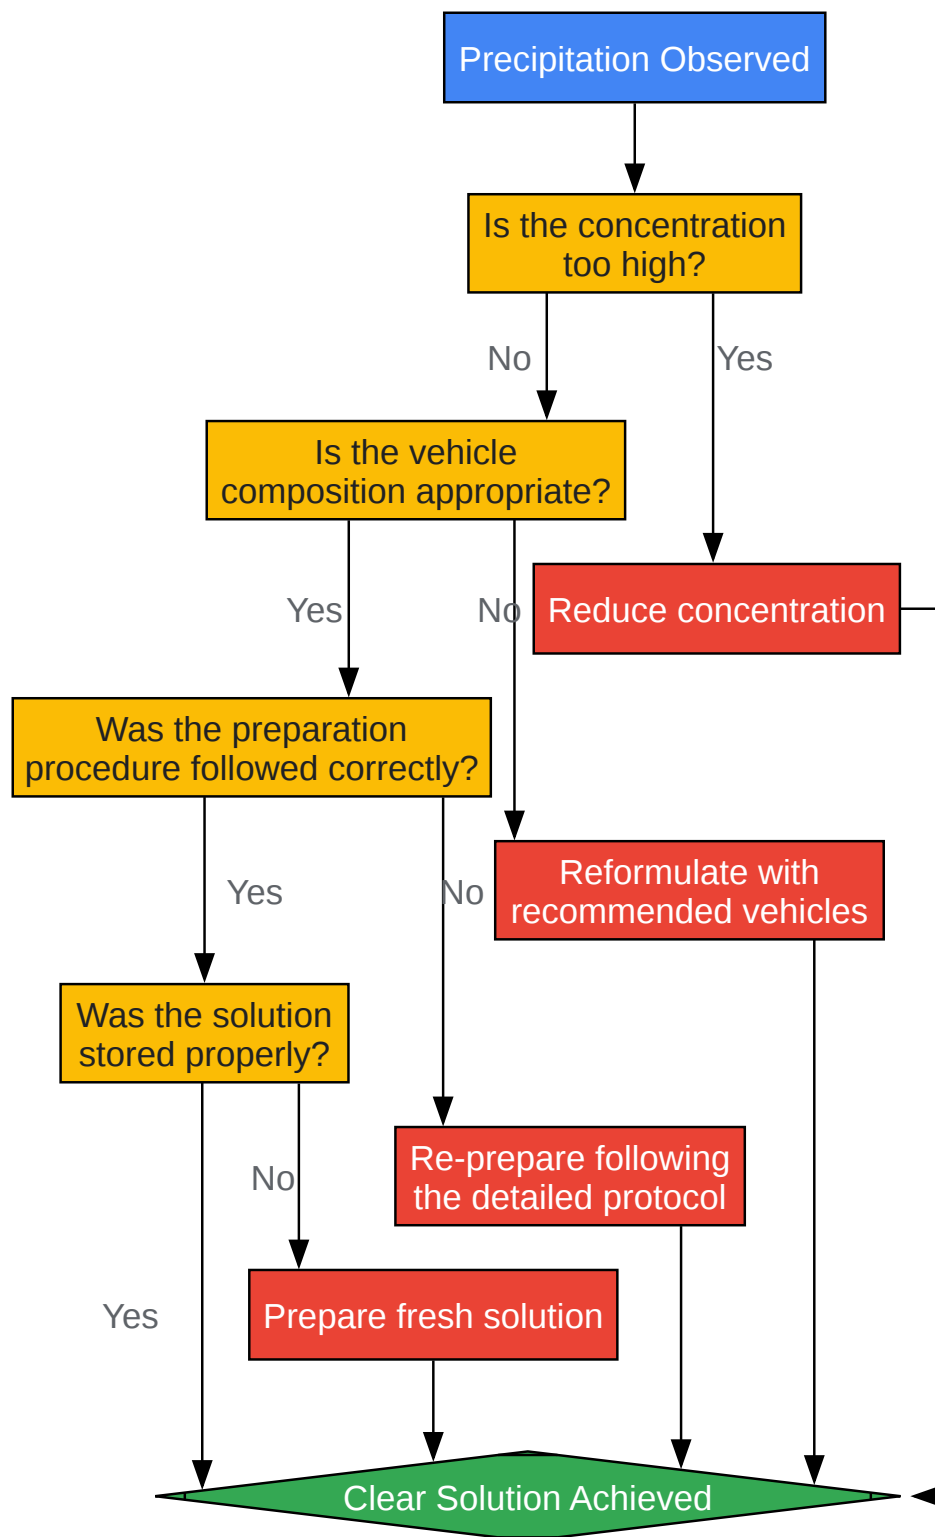 Precipitation Observed
Is the concentration
too high?
No
Yes
Is the vehicle
composition appropriate?
Yes
No
Reduce concentration
Was the preparation
procedure followed correctly?
Yes
No
Reformulate with
recommended vehicles
Was the solution
stored properly?
No
Re-prepare following
the detailed protocol
Yes
Prepare fresh solution
Clear Solution Achieved